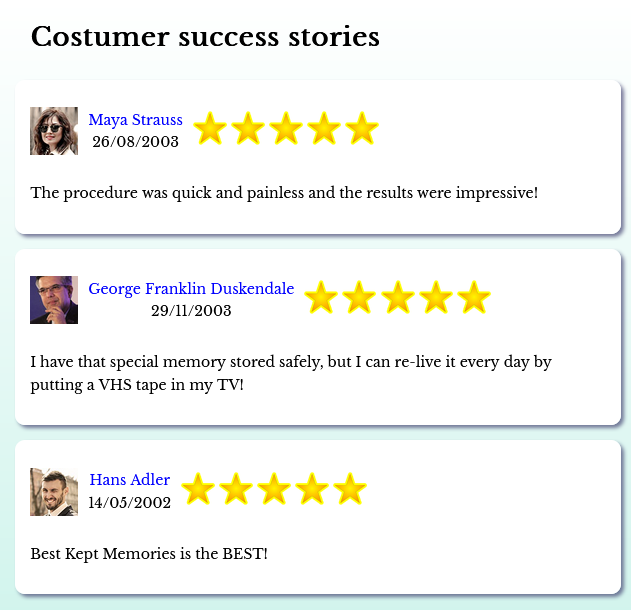 Costumer success stories
Maya Strauss
26/08/2003
The procedure was quick and painless and the results were impressive!
George Franklin Duskendale
29/11/2003
I have that special memory stored safely, but I can re-live it every day by
putting a VHS tape in my TV!
Hans Adler
14/05/2002
Best Kept Memories is the BEST!